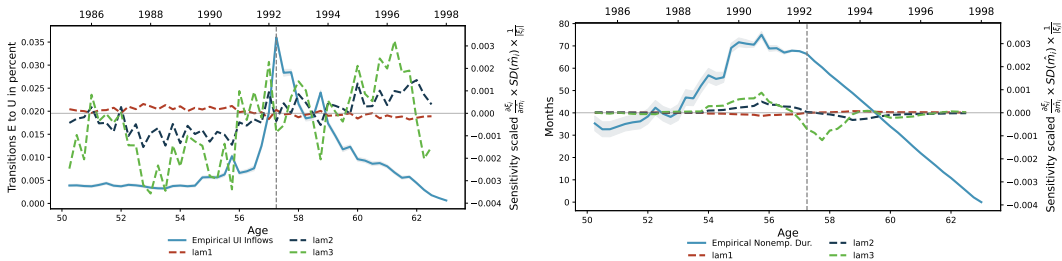 1986 1988 1990 1992 1994 1996 1998
Transitions E to U in percent
0.035
0.030
0.025
0.020
0.015
0.010
0.005
0.000
0.003
0.002
0.001
0.000
−0.001
−0.002
−0.003
−0.004
50 52 54 56 58 60 62
Age
Empirical UI Inflows
lam1
lam2
lam3
1986 1988 1990 1992 1994 1996 1998
Months
80
70
60
50
40
30
20
10
0
0.003
0.002
0.001
0.000
−0.001
−0.002
−0.003
−0.004
Sensitivity scaled
50 52 54 56 58 60 62
Age
Empirical Nonemp. Dur.
lam1
lam2
lam3
Sensitivity scaled